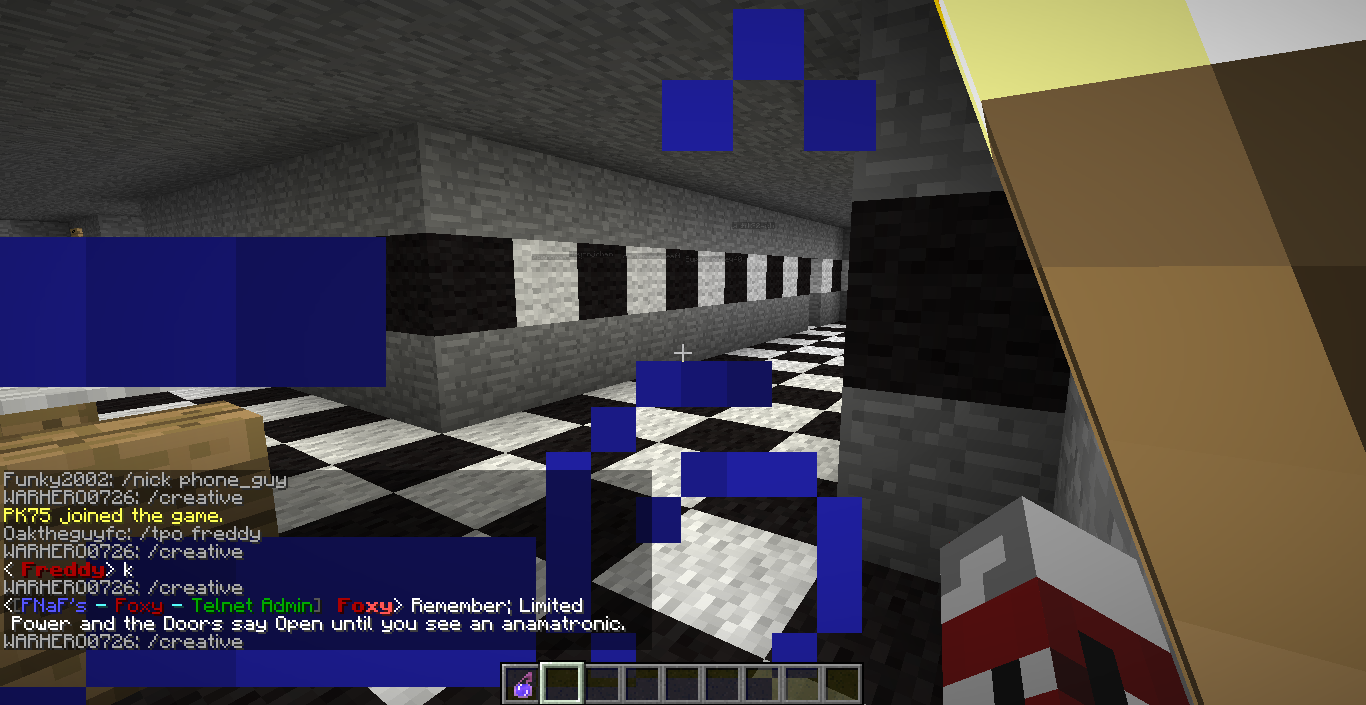 Funky2002: /nick phone_guy
WARHERO0726: /creative
PK75 joined the game.
Oaktheguyfc: /tpo freddy
WARHERO0726: /creative
< Freddy> k
WARHERO0726: /creative
<[FNaF's - Foxy - Telnet Admin] Foxy> Remember; Limited
Power and the Doors say Open until you see an anamatronic.
WARHERO0726: /creative